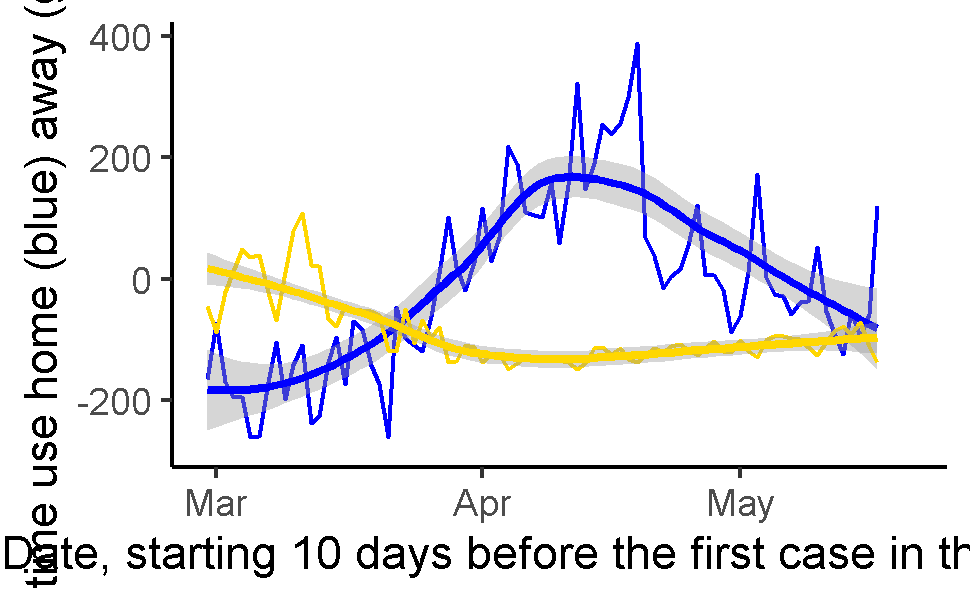 time use home (blue) away (
400
200
0
-200
Mar Apr May
Date, starting 10 days before the first case in th